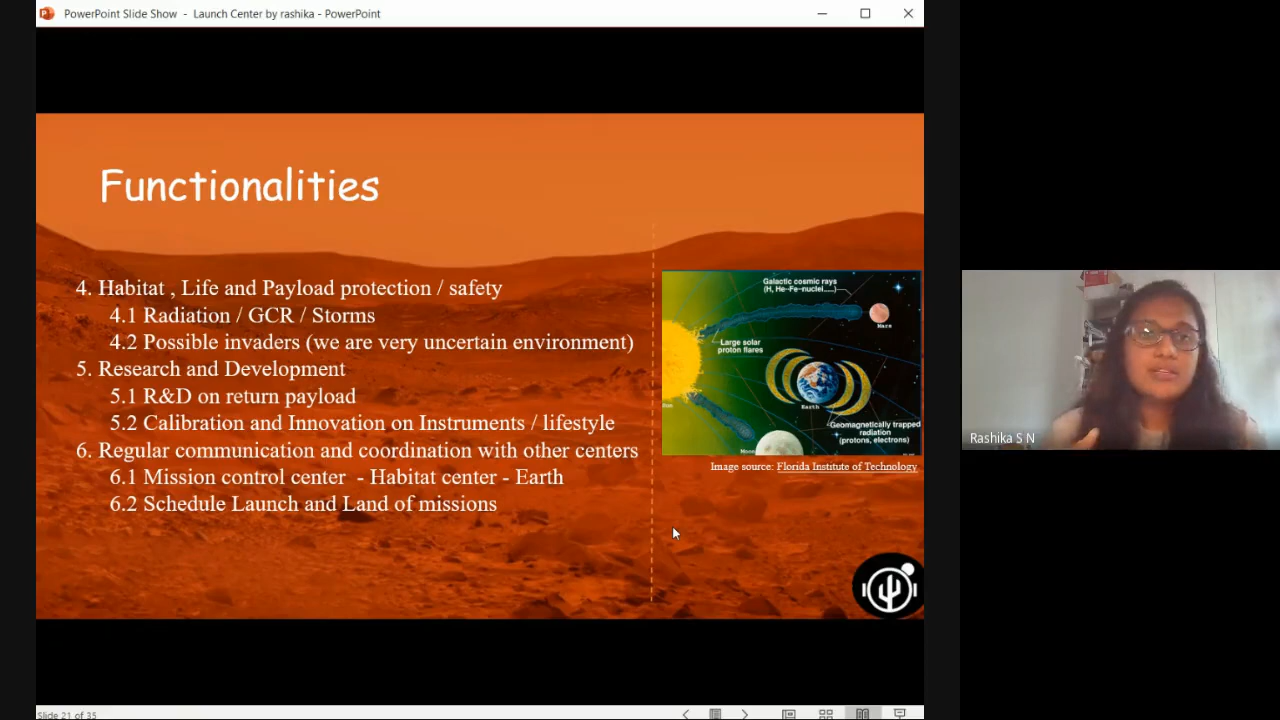 PowerPoint Slide Show - Launch Center by rashika - PowerPoint
Functionalities
4. Habitat , Life and Payload protection / safety
4.1 Radiation / GCR / Storms
4.2 Possible invaders (we are very uncertain environment)
5. Research and Development
5.1 R&D on return payload
5.2 Calibration and Innovation on Instruments / lifestyle
6. Regular communication and coordination with other centers
6.1 Mission control center - Habitat center - Earth
6.2 Schedule Launch and Land of missions
Galactic cosmic rays
(H, He-Fe-nuclei.....)
Mars
Large solar
proton flares
Earth
Geomagnetically trapped
radiation
(protons, electrons)
Moon
Image source: Florida Institute of Technology
Rashika S N
Slide 21 of 35